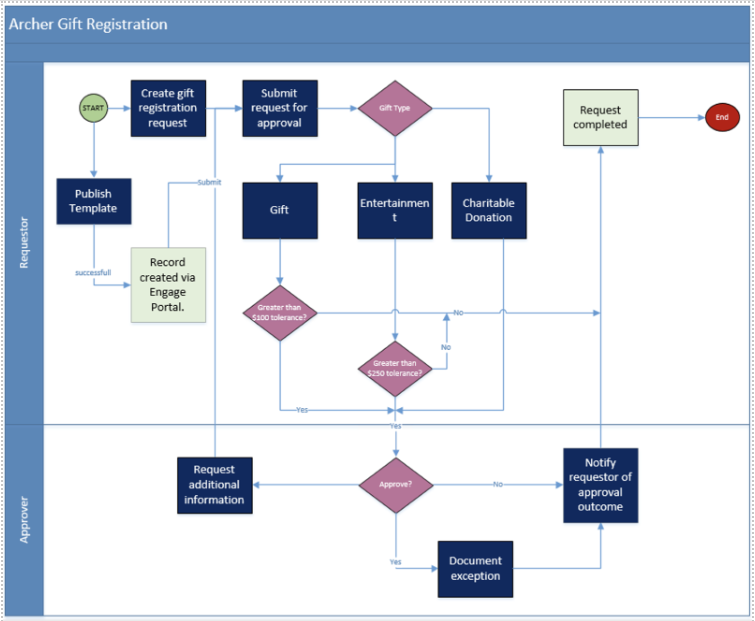 Archer Gift Registration
Requestor
START
Create gift
registration
request
Submit
request for
approval
Gift Type
Request
completed
End
Publish
Template
Submit
Gift
Entertainmen
t
Charitable
Donation
successfull
Record
created via
Engage
Portal.
Greater than
$100 tolerance?
No
No
Greater than
$250 tolerance?
Yes
Yes
Approver
Request
additional
information
Approve?
No
Notify
requestor of
approval
outcome
Yes
Document
exception